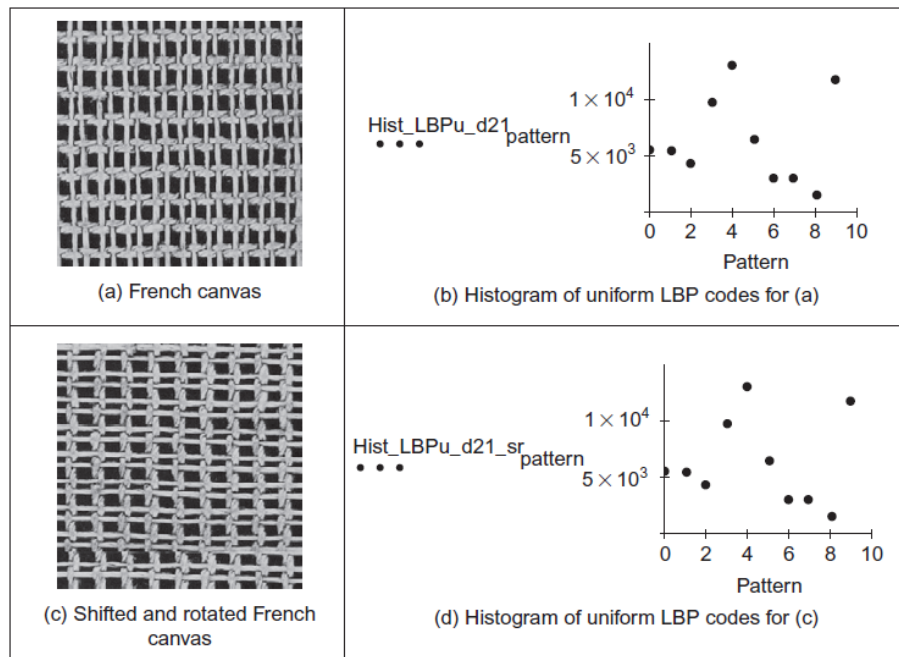 (a) French canvas
Hist_LBPu_d21pattern
1 × 10⁴
5 × 10³
0 2 4 6 8 10
Pattern
(b) Histogram of uniform LBP codes for (a)
(c) Shifted and rotated French
canvas
Hist_LBPu_d21_srpattern
1 × 10⁴
5 × 10³
0 2 4 6 8 10
Pattern
(d) Histogram of uniform LBP codes for (c)